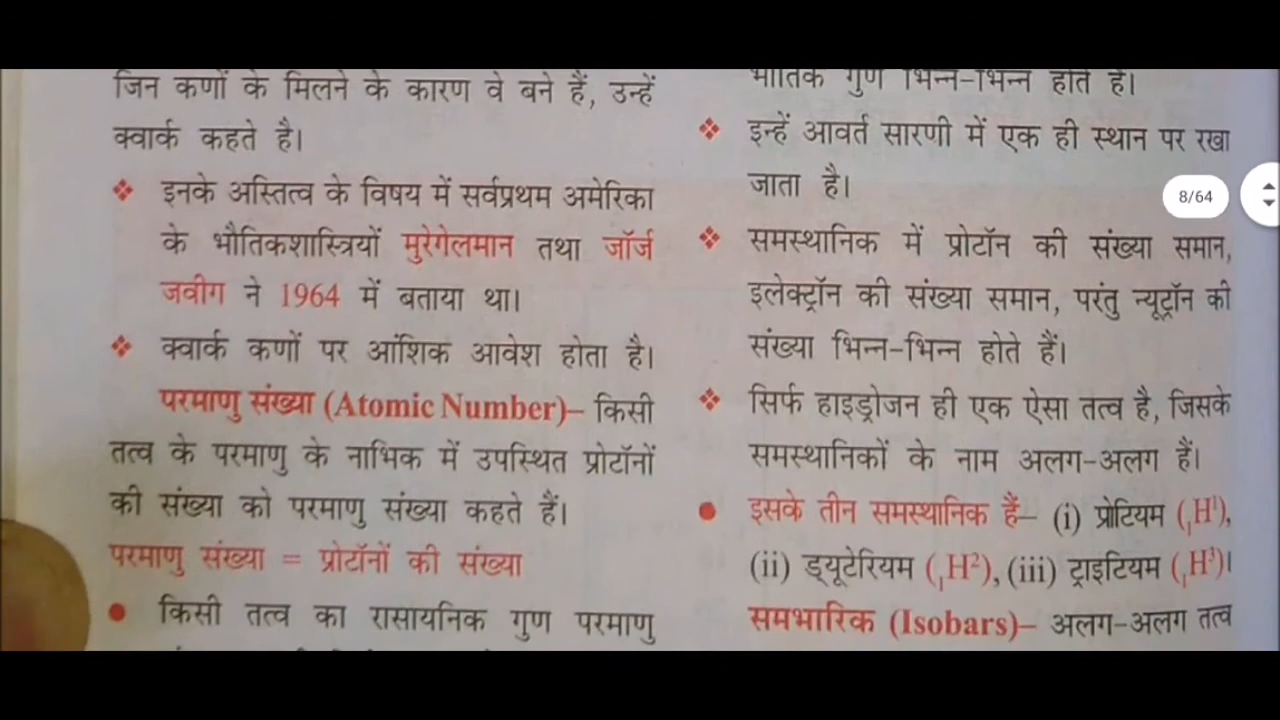 जिन कणों के मिलने के कारण वे बने हैं, उन्हें
क्वार्क कहते है।
❖ इनके अस्तित्व के विषय में सर्वप्रथम अमेरिका
के भौतिकशास्त्रियों मुरेगेलमान तथा जॉर्ज
जवीग ने 1964 में बताया था।
❖ क्वार्क कणों पर आंशिक आवेश होता है।
परमाणु संख्या (Atomic Number)– किसी
तत्व के परमाणु के नाभिक में उपस्थित प्रोटॉनों
की संख्या को परमाणु संख्या कहते हैं।
परमाणु संख्या = प्रोटॉनों की संख्या
● किसी तत्व का रासायनिक गुण परमाणु
भौतिक गुण भिन्न-भिन्न होते हैं।
❖ इन्हें आवर्त सारणी में एक ही स्थान पर रखा
जाता है।
❖ समस्थानिक में प्रोटॉन की संख्या समान,
इलेक्ट्रॉन की संख्या समान, परंतु न्यूट्रॉन की
संख्या भिन्न-भिन्न होते हैं।
❖ सिर्फ हाइड्रोजन ही एक ऐसा तत्व है, जिसके
समस्थानिकों के नाम अलग-अलग हैं।
● इसके तीन समस्थानिक हैं– (i) प्रोटियम (₁H¹),
(ii) ड्यूटेरियम (₁H²), (iii) ट्राइटियम (₁H³)।
समभारिक (Isobars)– अलग-अलग तत्व
8/64